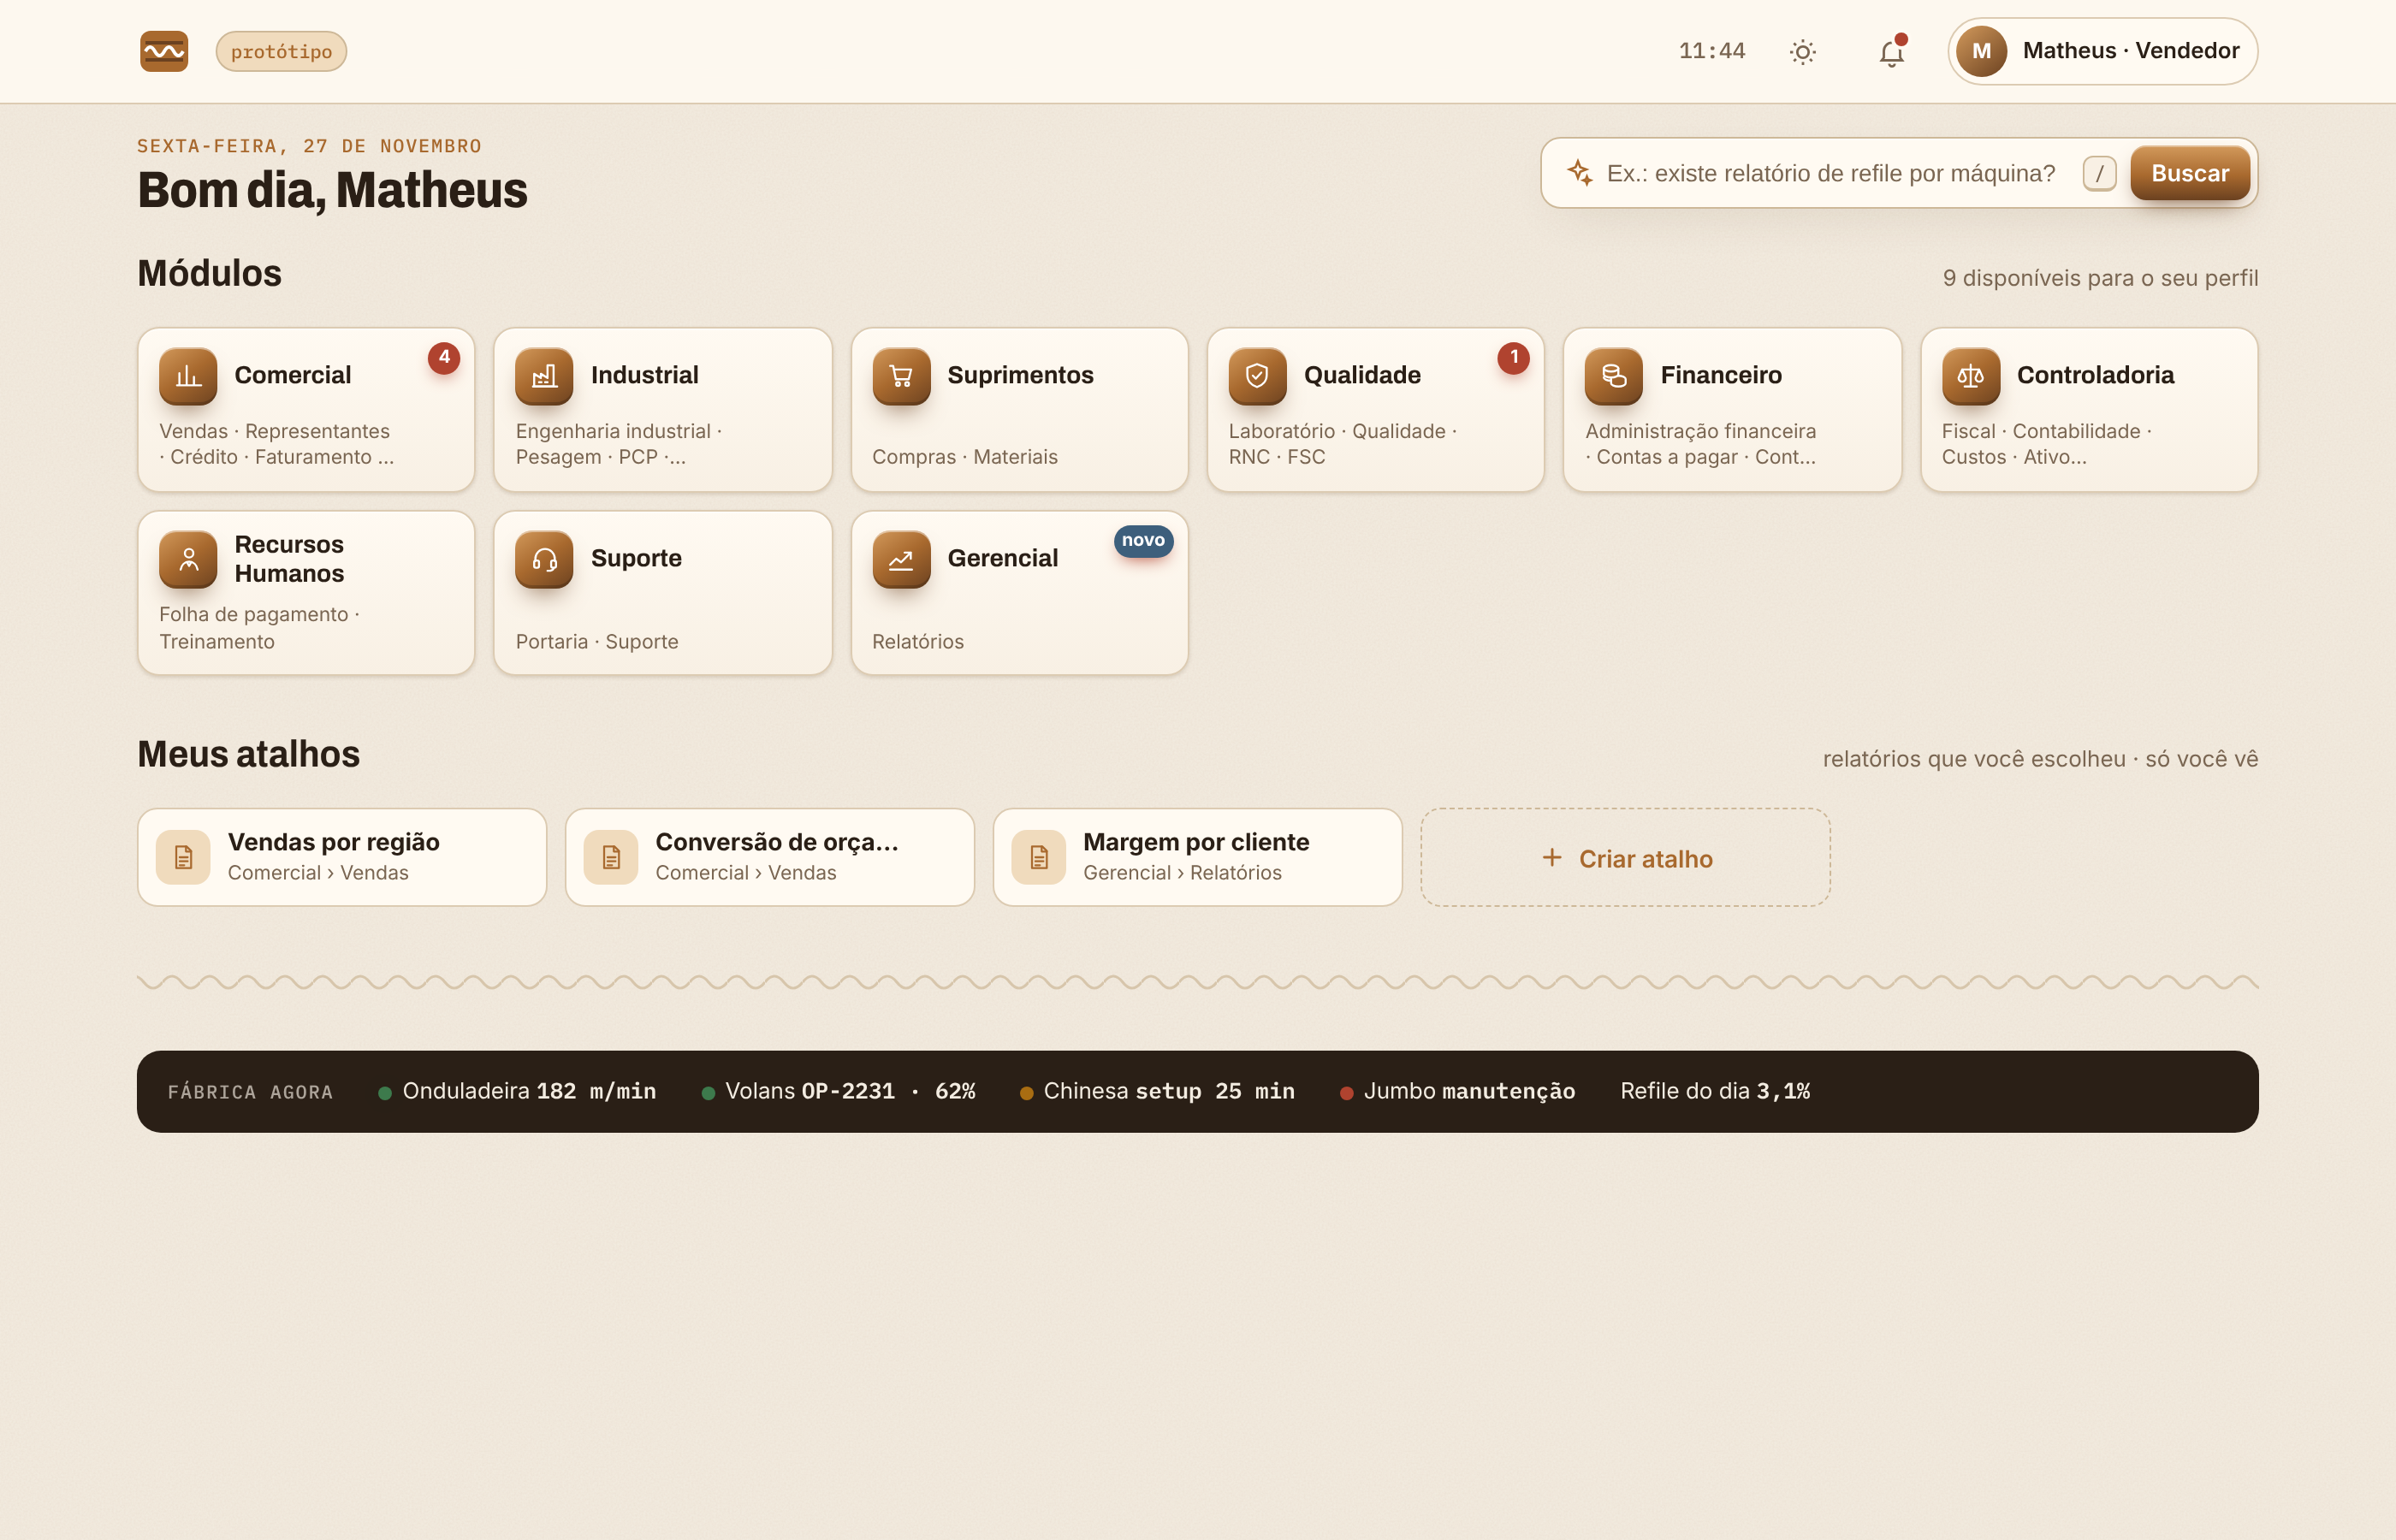 protótipo
11:44
M
Matheus · Vendedor
SEXTA-FEIRA, 27 DE NOVEMBRO
Bom dia, Matheus
Ex.: existe relatório de refile por máquina?
/
Buscar
Módulos
9 disponíveis para o seu perfil
Comercial
4
Vendas · Representantes
· Crédito · Faturamento ...
Industrial
Engenharia industrial ·
Pesagem · PCP ·...
Suprimentos
Compras · Materiais
Qualidade
1
Laboratório · Qualidade ·
RNC · FSC
Financeiro
Administração financeira
· Contas a pagar · Cont...
Controladoria
Fiscal · Contabilidade ·
Custos · Ativo...
Recursos
Humanos
Folha de pagamento ·
Treinamento
Suporte
Portaria · Suporte
Gerencial
novo
Relatórios
Meus atalhos
relatórios que você escolheu · só você vê
Vendas por região
Comercial › Vendas
Conversão de orça...
Comercial › Vendas
Margem por cliente
Gerencial › Relatórios
+ Criar atalho
FÁBRICA AGORA
Onduladeira 182 m/min
Volans OP-2231 · 62%
Chinesa setup 25 min
Jumbo manutenção
Refile do dia 3,1%